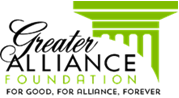 Greater
ALLIANCE
FOUNDATION
FOR GOOD, FOR ALLIANCE, FOREVER